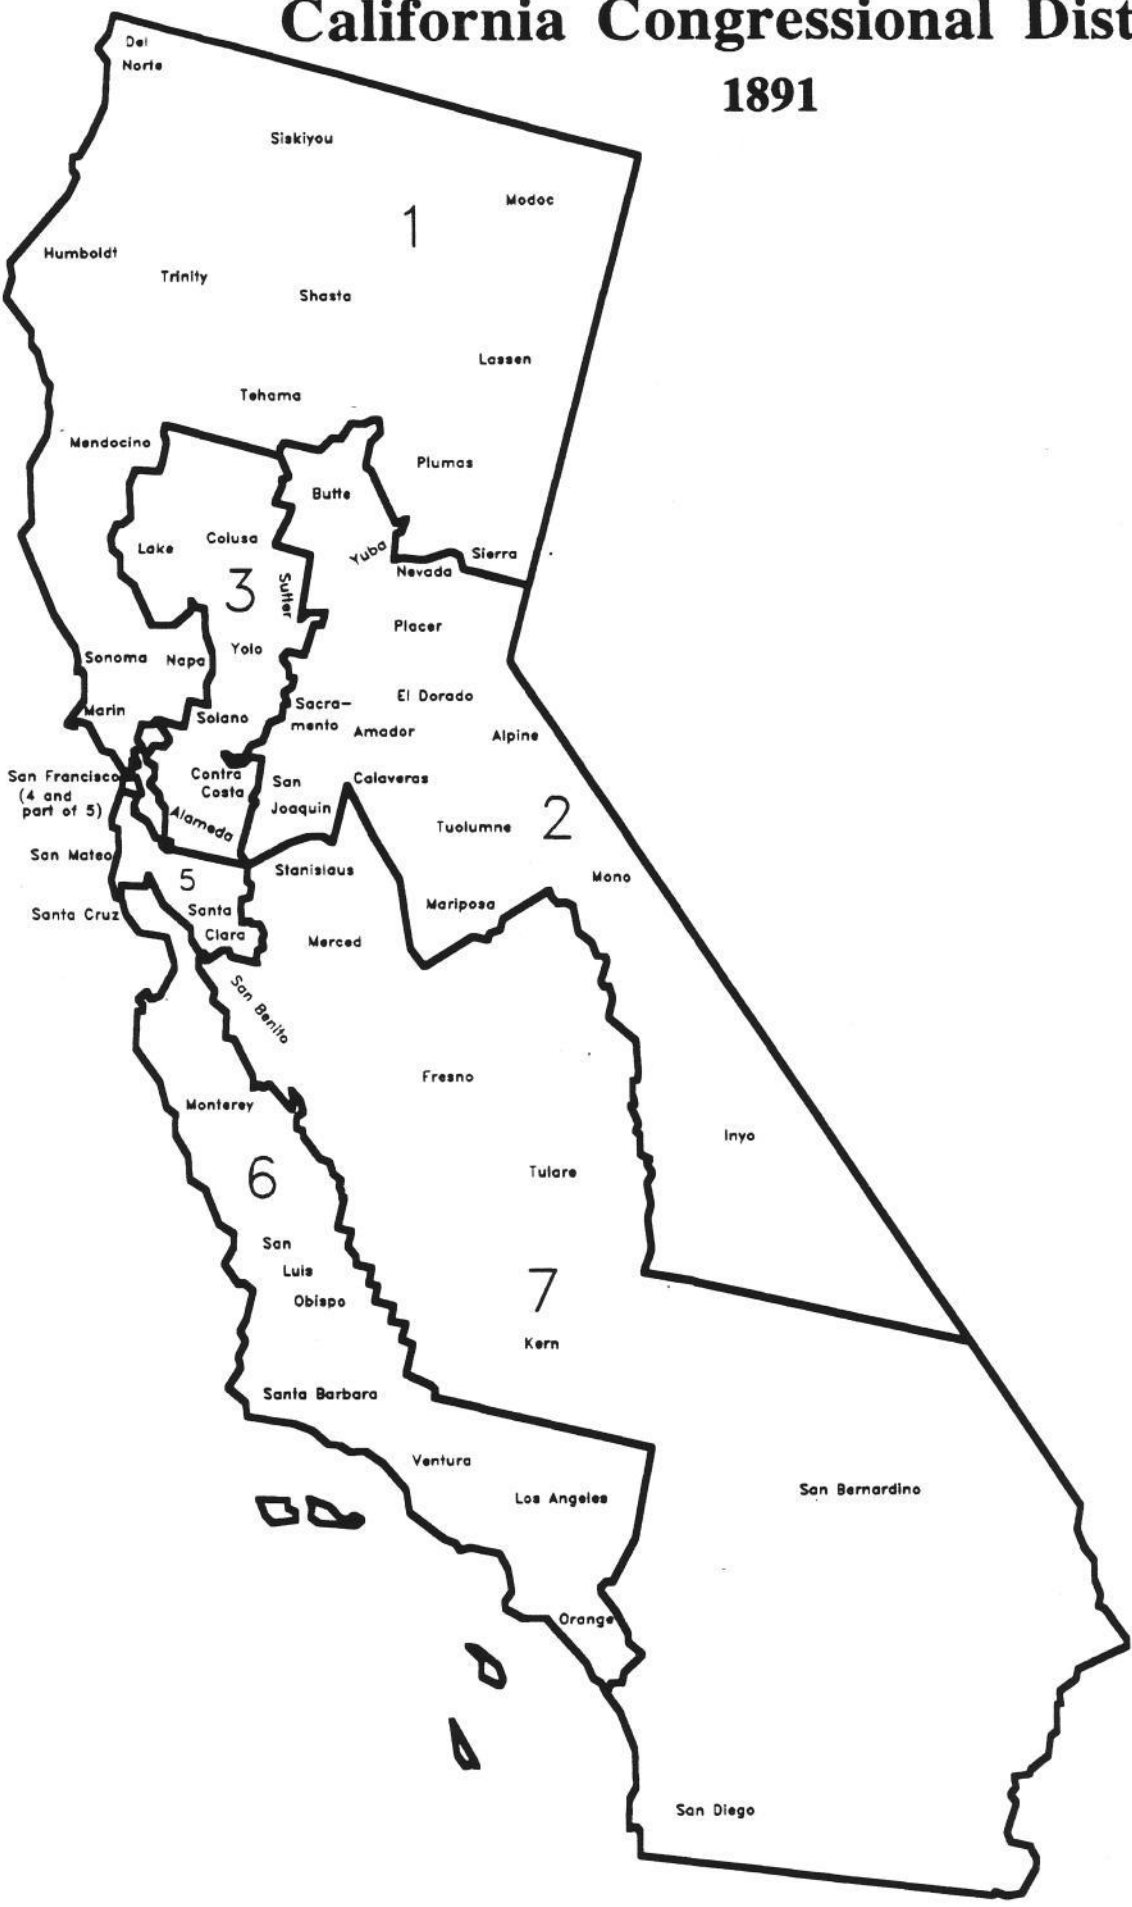 California Congressional Dist
1891
Del
Norte
Siskiyou
Modoc
1
Humboldt
Trinity
Shasta
Lassen
Tehama
Mendocino
Plumas
Butte
Colusa
Lake
Yuba
Sierra
Nevada
3
Sutter
Placer
Yolo
Sonoma
Napa
El Dorado
Marin
Solano
Sacra-
mento
Amador
Alpine
San Francisco
(4 and
part of 5)
Contra
Costa
San
Joaquin
Calaveras
Alameda
Tuolumne
2
San Mateo
Stanislaus
Mono
5
Mariposa
Santa Cruz
Santa
Clara
Merced
San Benito
Fresno
Monterey
Inyo
6
Tulare
San
Luis
Obispo
7
Kern
Santa Barbara
Ventura
Los Angeles
San Bernardino
Orange
San Diego